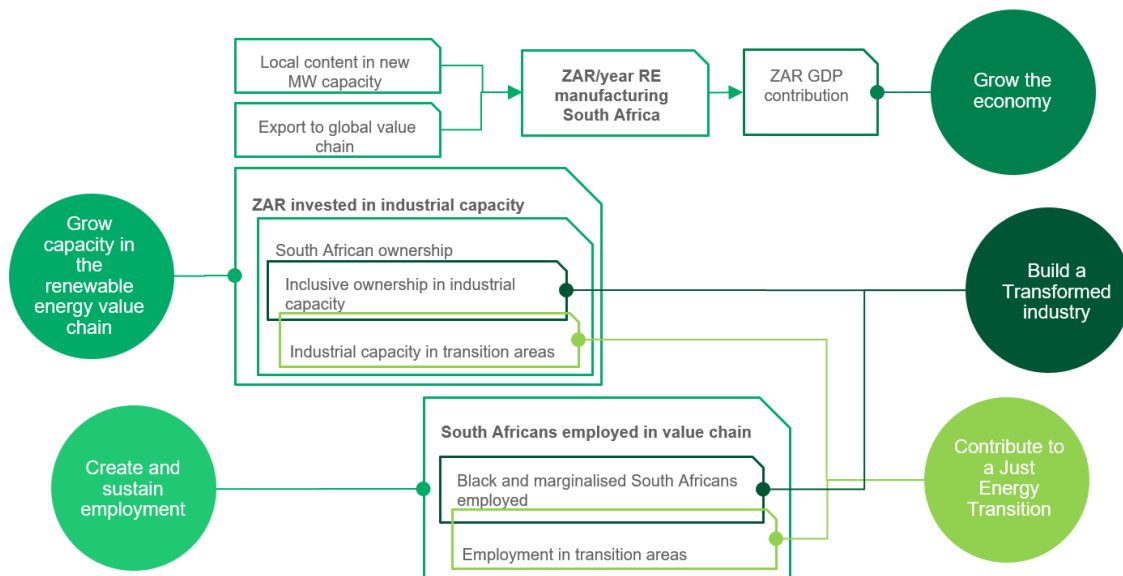 Local content in new
MW capacity
Export to global value
chain
ZAR/year RE
manufacturing
South Africa
ZAR GDP
contribution
Grow the
economy
Grow
capacity in
the
renewable
energy value
chain
ZAR invested in industrial capacity
South African ownership
Inclusive ownership in industrial
capacity
Industrial capacity in transition areas
Build a
Transformed
industry
Create and
sustain
employment
South Africans employed in value chain
Black and marginalised South Africans
employed
Employment in transition areas
Contribute to
a Just
Energy
Transition